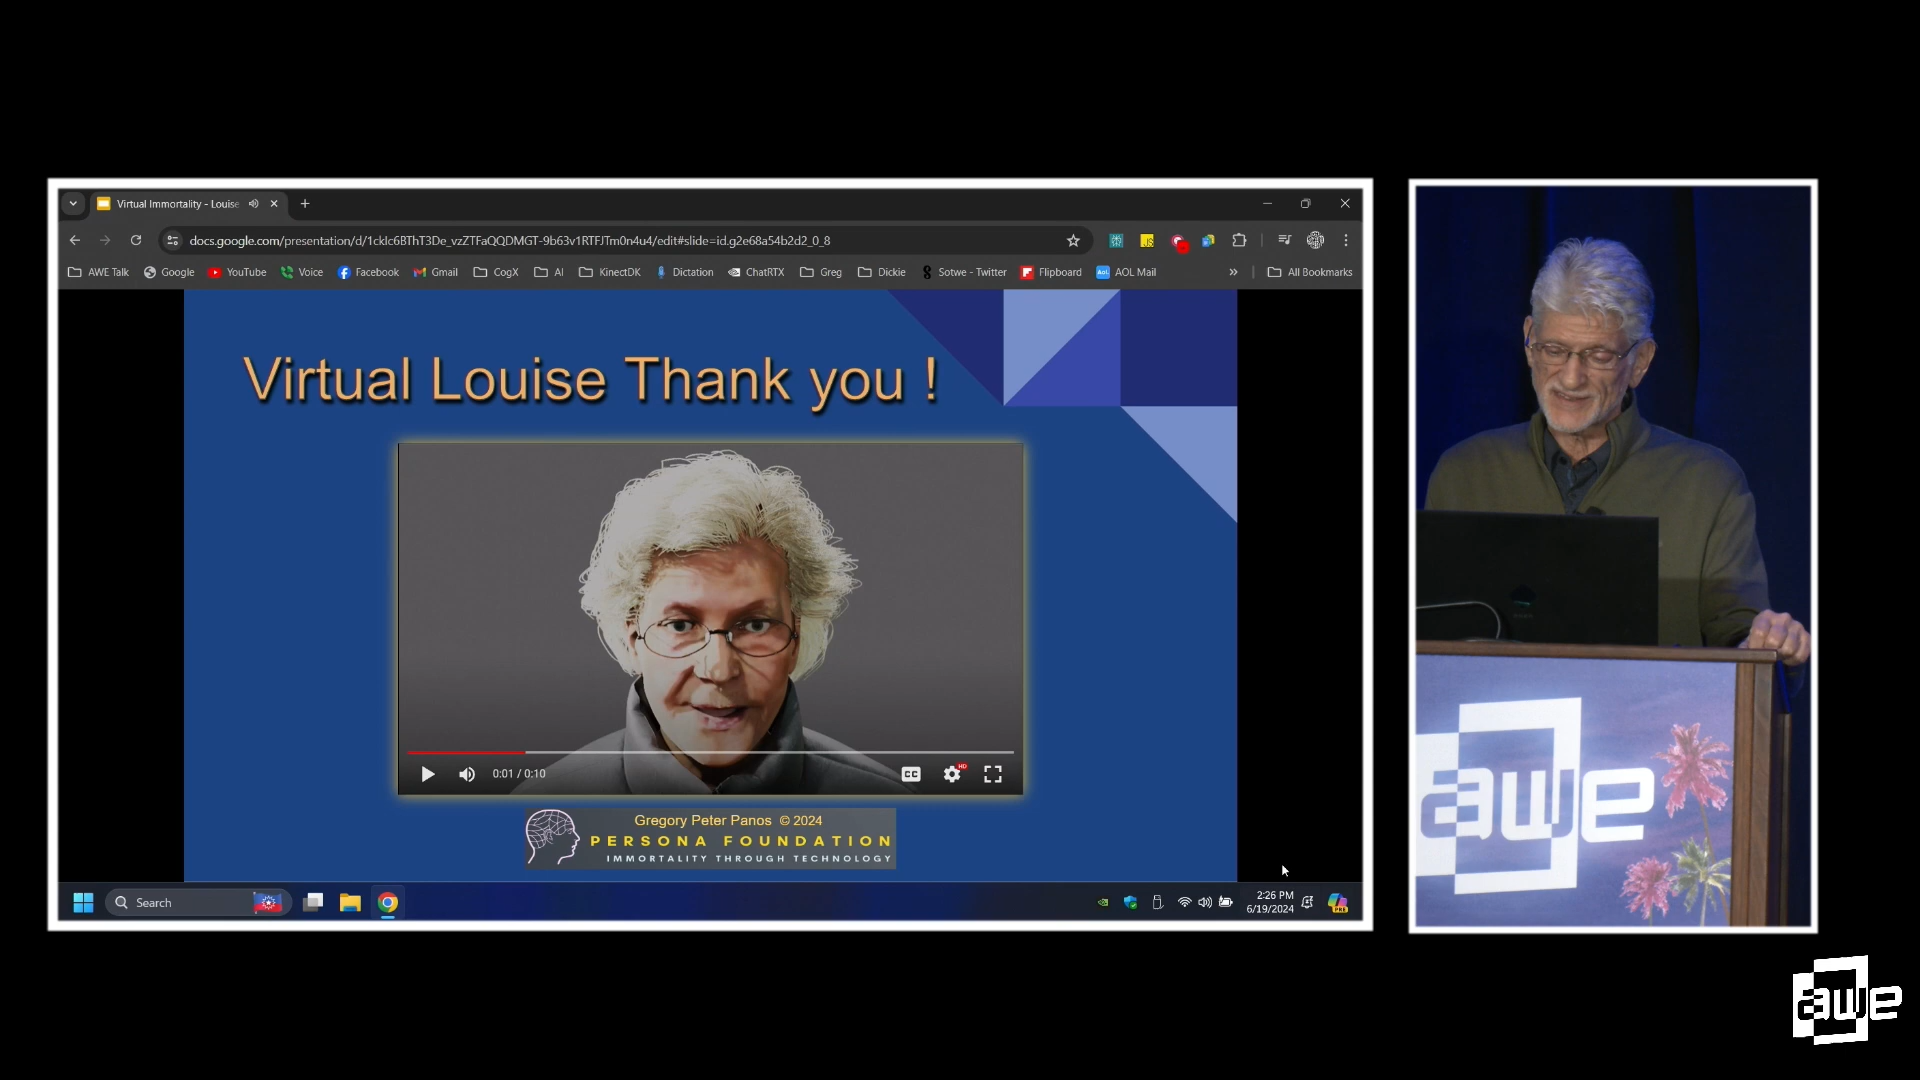 Virtual Immortality - Louise
docs.google.com/presentation/d/1cklc6BThT3De_vzZTFaQQDMGT-9b63v1RTFJTm0n4u4/edit#slide=id.g2e68a54b2d2_0_8
AWE Talk Google YouTube Voice Facebook Gmail CogX AI KinectDK Dictation ChatRTX Greg Dickie Sotwe - Twitter Flipboard AOL Mail » All Bookmarks
Virtual Louise Thank you !
0:01 / 0:10
CC
HD
Gregory Peter Panos © 2024
PERSONA FOUNDATION
IMMORTALITY THROUGH TECHNOLOGY
Search
2:26 PM
6/19/2024
awe
awe